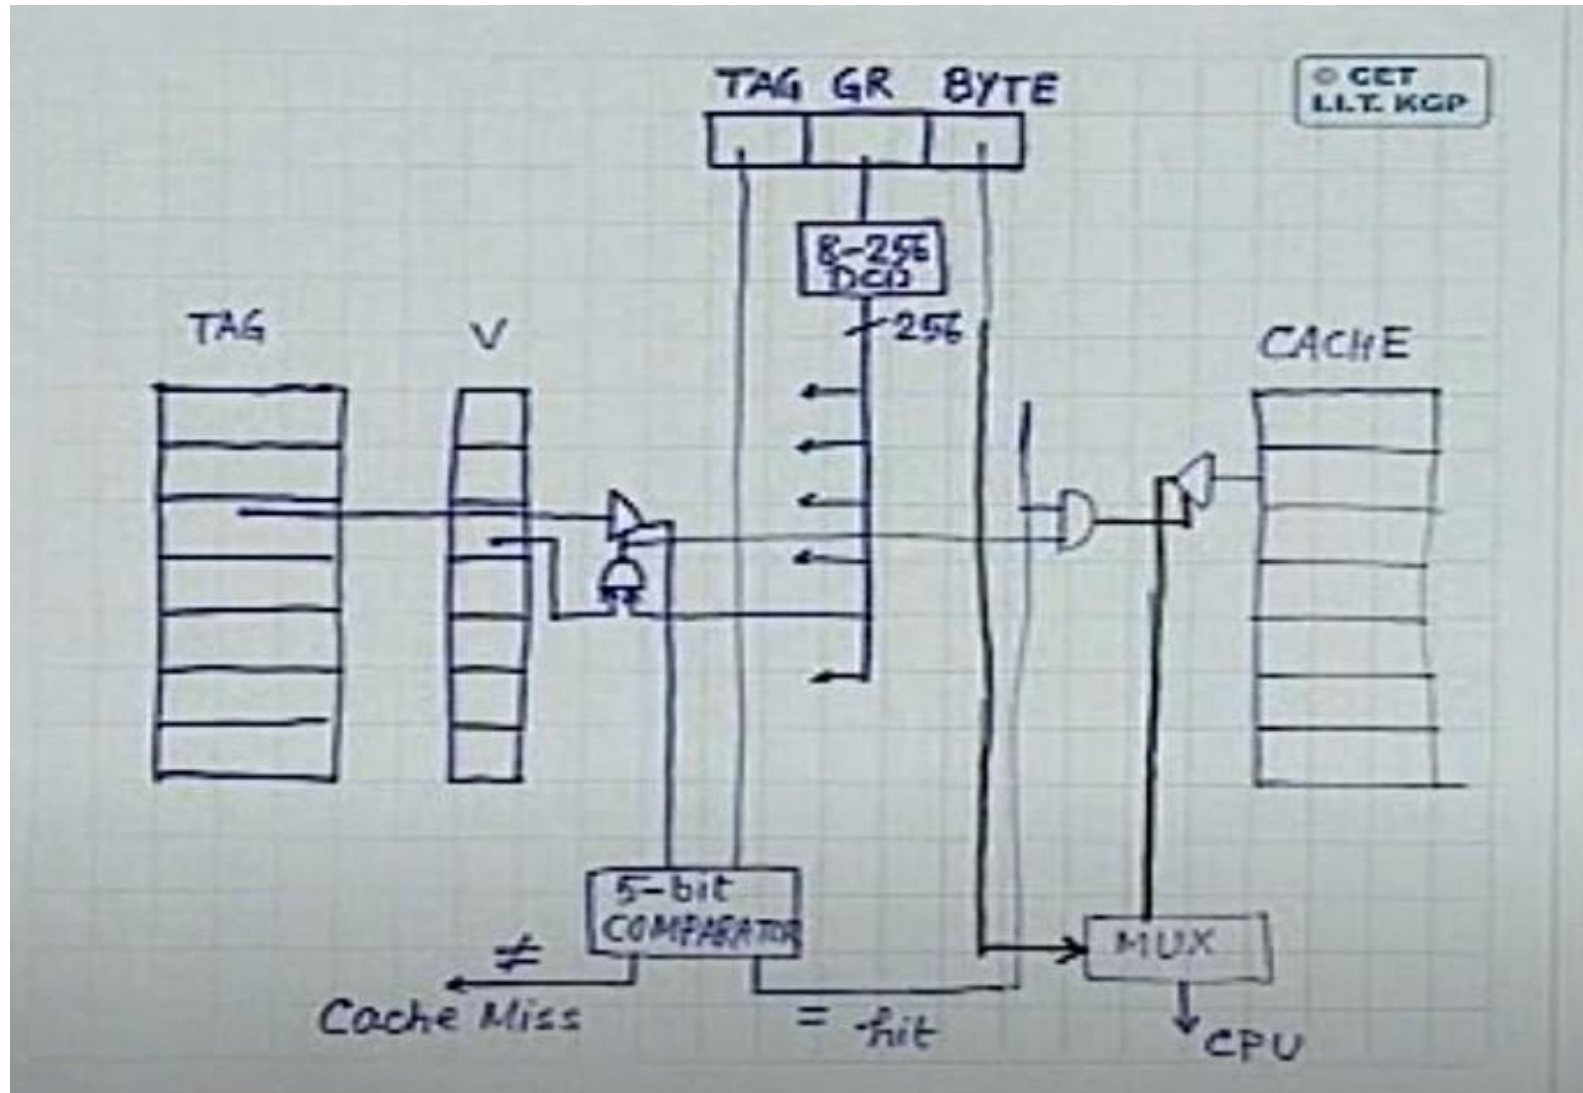 TAG GR BYTE
© CET
I.I.T. KGP
8-256
DCD
256
TAG
V
CACHE
5-bit
COMPARATOR
≠
Cache Miss
= hit
MUX
CPU